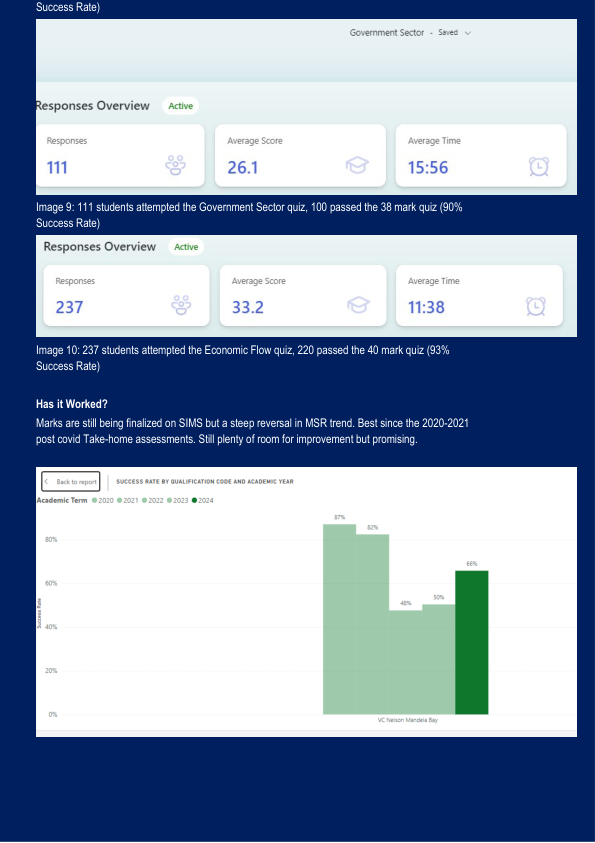 Success Rate)
Government Sector - Saved
Responses Overview Active
Responses
111
Average Score
26.1
Average Time
15:56
Image 9: 111 students attempted the Government Sector quiz, 100 passed the 38 mark quiz (90%
Success Rate)
Responses Overview Active
Responses
237
Average Score
33.2
Average Time
11:38
Image 10: 237 students attempted the Economic Flow quiz, 220 passed the 40 mark quiz (93%
Success Rate)
Has it Worked?
Marks are still being finalized on SIMS but a steep reversal in MSR trend. Best since the 2020-2021
post covid Take-home assessments. Still plenty of room for improvement but promising.
Back to report
SUCCESS RATE BY QUALIFICATION CODE AND ACADEMIC YEAR
Academic Term 2020 2021 2022 2023 2024
87%
82%
48%
50%
66%
80%
60%
40%
20%
0%
Success Rate
VC Nelson Mandela Bay